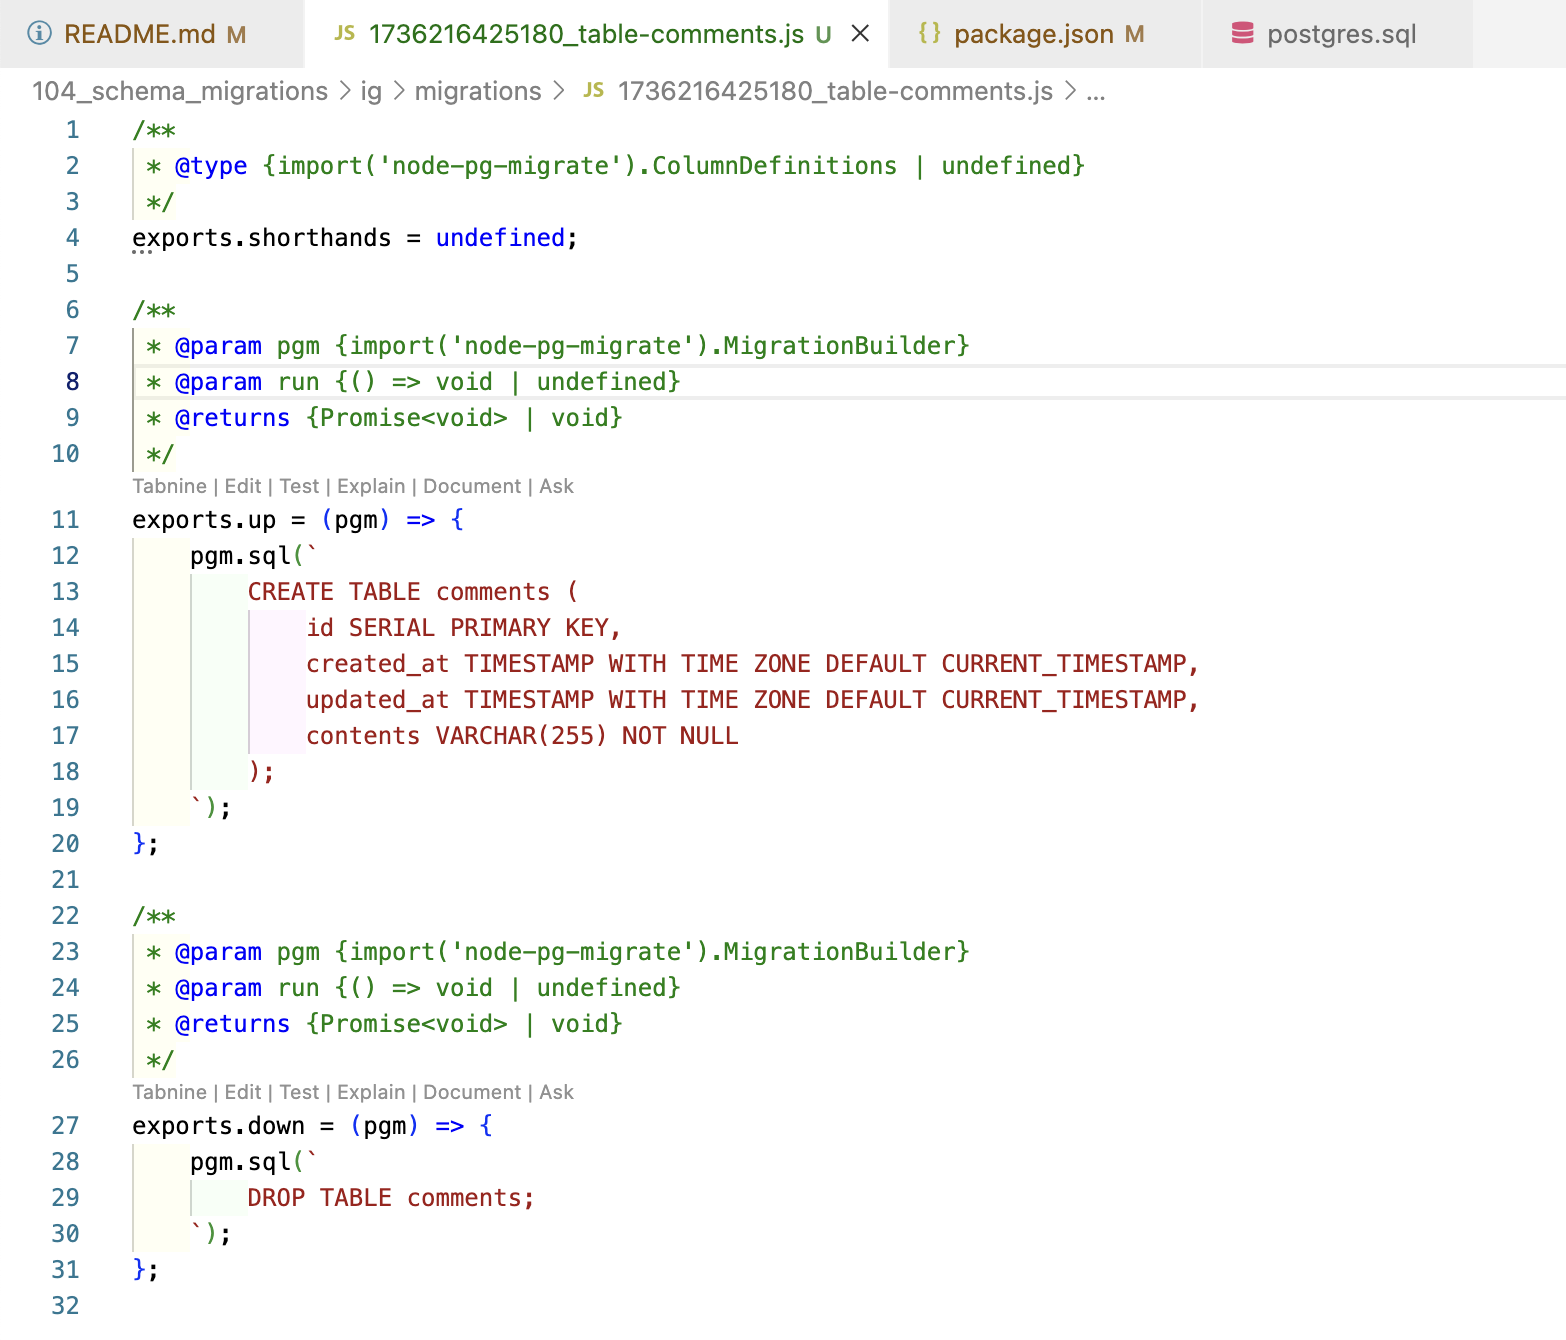 README.md M JS 1736216425180_table-comments.js U {} package.json M postgres.sql
104_schema_migrations > ig > migrations > JS 1736216425180_table-comments.js > ...
1 /**
2  * @type {import('node-pg-migrate').ColumnDefinitions | undefined}
3  */
4 exports.shorthands = undefined;
5
6 /**
7  * @param pgm {import('node-pg-migrate').MigrationBuilder}
8  * @param run {() => void | undefined}
9  * @returns {Promise<void> | void}
10  */
Tabnine | Edit | Test | Explain | Document | Ask
11 exports.up = (pgm) => {
12     pgm.sql(`
13         CREATE TABLE comments (
14             id SERIAL PRIMARY KEY,
15             created_at TIMESTAMP WITH TIME ZONE DEFAULT CURRENT_TIMESTAMP,
16             updated_at TIMESTAMP WITH TIME ZONE DEFAULT CURRENT_TIMESTAMP,
17             contents VARCHAR(255) NOT NULL
18         );
19     `);
20 };
21
22 /**
23  * @param pgm {import('node-pg-migrate').MigrationBuilder}
24  * @param run {() => void | undefined}
25  * @returns {Promise<void> | void}
26  */
Tabnine | Edit | Test | Explain | Document | Ask
27 exports.down = (pgm) => {
28     pgm.sql(`
29         DROP TABLE comments;
30     `);
31 };
32